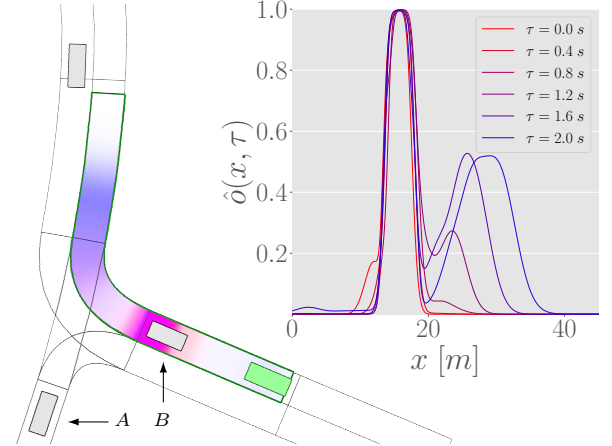 1.0
0.8
0.6
0.4
0.2
ô(x, τ)
τ = 0.0 s
τ = 0.4 s
τ = 0.8 s
τ = 1.2 s
τ = 1.6 s
τ = 2.0 s
0 20 40
x [m]
A
B